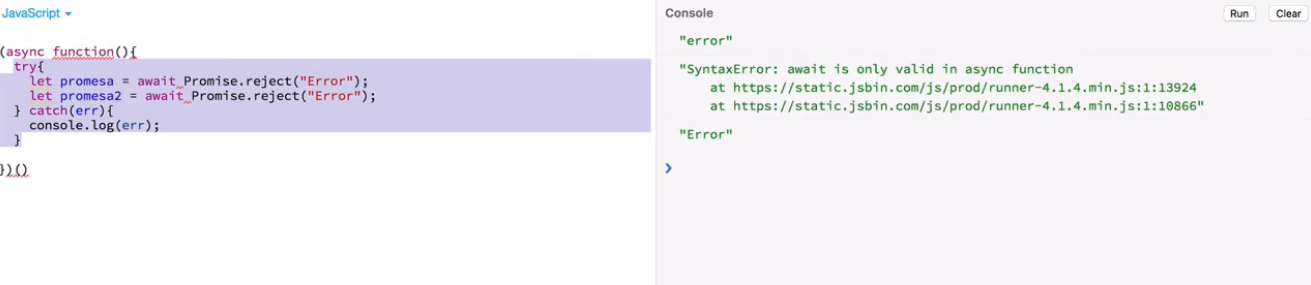 JavaScript
(async function(){
try{
let promesa = await Promise.reject("Error");
let promesa2 = await Promise.reject("Error");
} catch(err){
console.log(err);
}
})()
Console
Run
Clear
"error"
"SyntaxError: await is only valid in async function
at https://static.jsbin.com/js/prod/runner-4.1.4.min.js:1:13924
at https://static.jsbin.com/js/prod/runner-4.1.4.min.js:1:10866"
"Error"